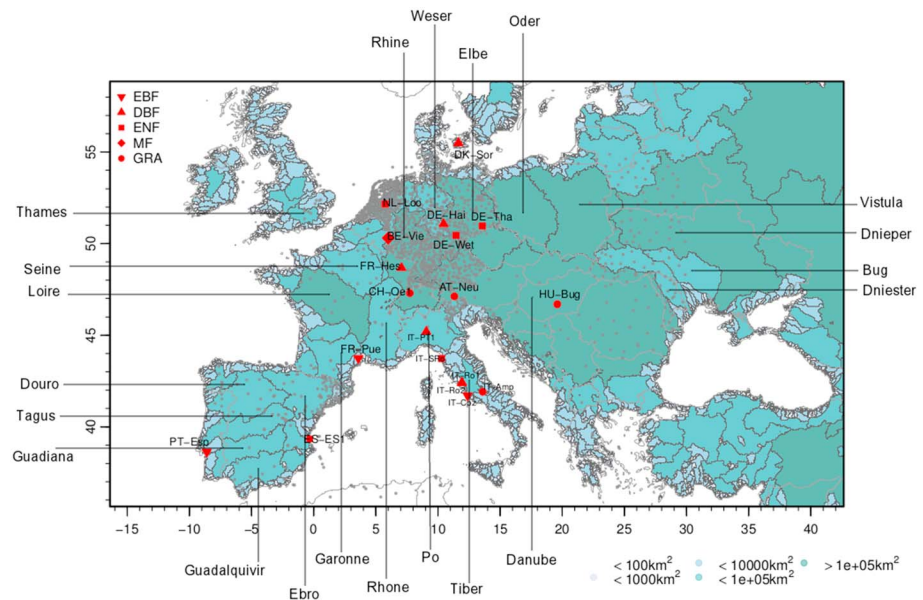 Weser
Oder
Rhine
Elbe
EBF
DBF
ENF
MF
GRA
55
50
45
40
DK-Sor
NL-Loo
DE-Hai
DE-Tha
BE-Vie
DE-Wet
FR-Hes
CH-Oe1
AT-Neu
HU-Bug
IT-PT1
FR-Pue
IT-SR
IT-Ro1
IT-Ro2
IT-Amp
IT-Cpz
PT-Esp
ES-ES1
Thames
Seine
Loire
Douro
Tagus
Guadiana
Vistula
Dnieper
Bug
Dniester
-15 -10 -5 0 5 10 15 20 25 30 35 40
Guadalquivir
Ebro
Garonne
Rhone
Po
Tiber
Danube
< 100km2 < 10000km2 > 1e+05km2
< 1000km2 < 1e+05km2